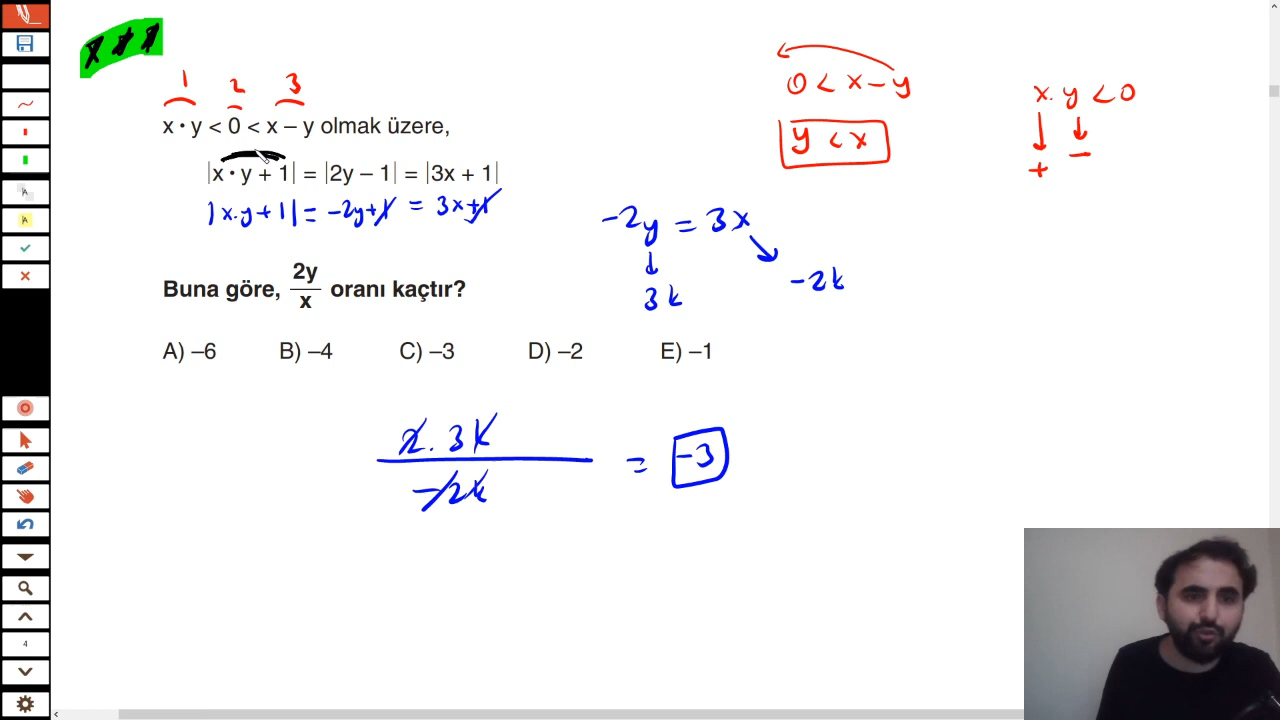 1 2 3
x · y < 0 < x – y olmak üzere,
|x · y + 1| = |2y – 1| = |3x + 1|
|x.y+1| = -2y+1 = 3x+1
Buna göre, 2y/x oranı kaçtır?
A) –6 B) –4 C) –3 D) –2 E) –1
0 < x – y
y < x
x.y < 0
+ –
-2y = 3x
3k -2k
2.3k / -2k = -3
4